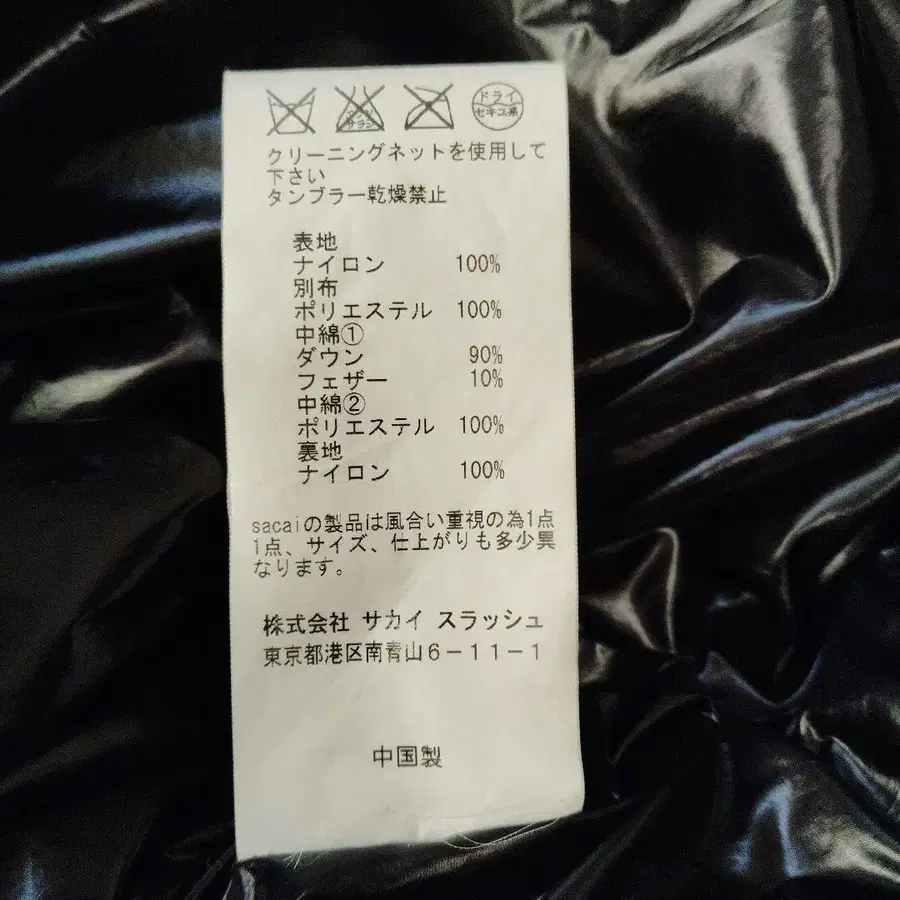 ドライ
セキユ系
エンソ
サラシ
クリーニングネットを使用して
下さい
タンブラー乾燥禁止
表地
ナイロン 100%
別布
ポリエステル 100%
中綿①
ダウン 90%
フェザー 10%
中綿②
ポリエステル 100%
裏地
ナイロン 100%
sacaiの製品は風合い重視の為1点
1点、サイズ、仕上がりも多少異
なります。
株式会社 サカイ スラッシュ
東京都港区南青山6-11-1
中国製